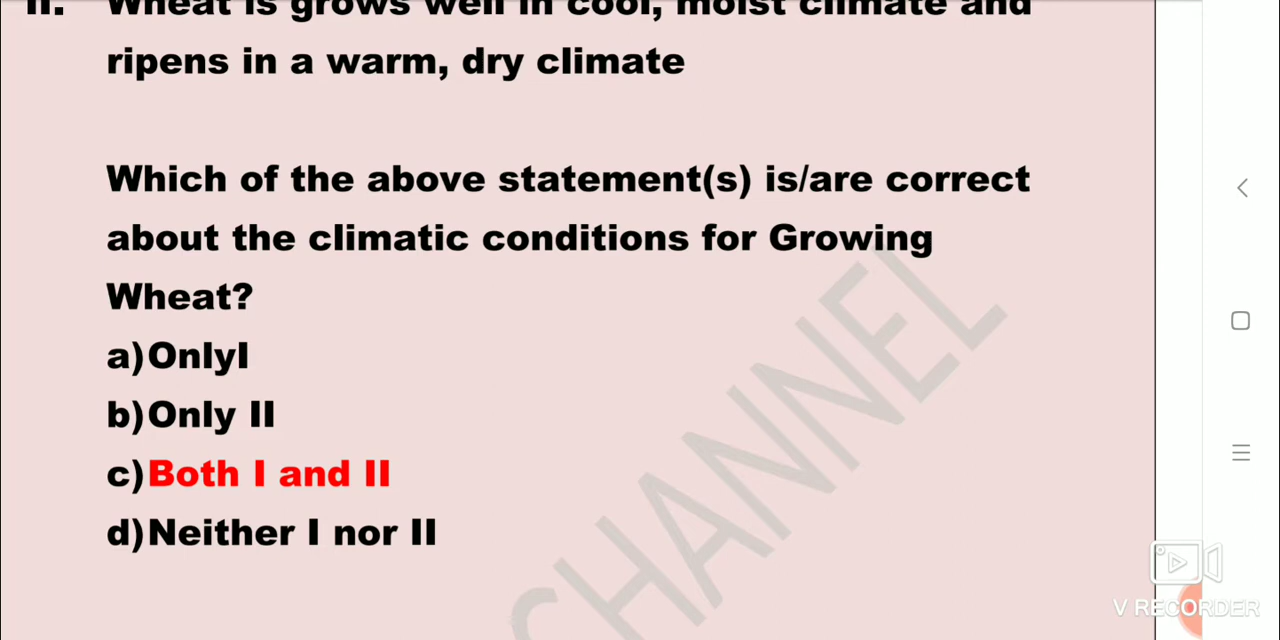 II. Wheat is grows well in cool, moist climate and
ripens in a warm, dry climate
Which of the above statement(s) is/are correct
about the climatic conditions for Growing
Wheat?
a)OnlyI
b)Only II
c)Both I and II
d)Neither I nor II
CHANNEL
V RECORDER